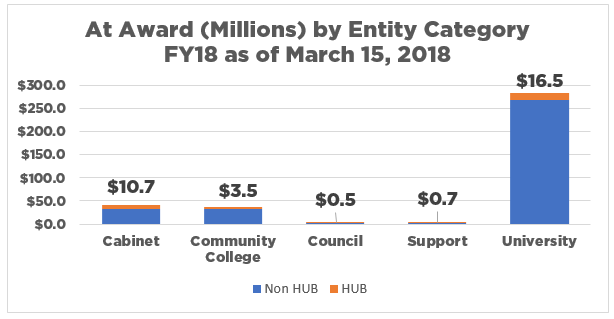 At Award (Millions) by Entity Category
FY18 as of March 15, 2018
$300.0
$250.0
$200.0
$150.0
$100.0
$50.0
$0.0
$10.7
$3.5
$0.5
$0.7
$16.5
Cabinet
Community
College
Council
Support
University
Non HUB
HUB